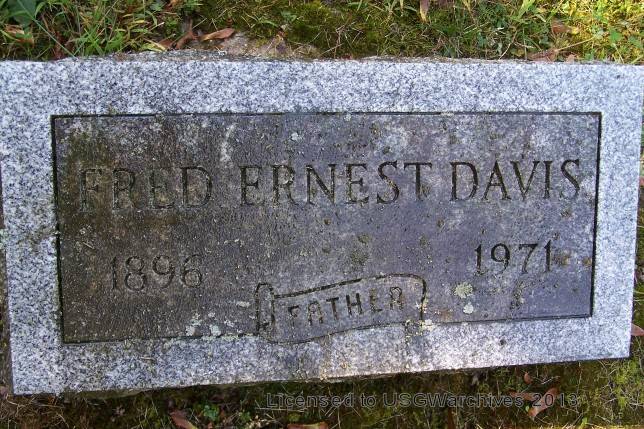 FRED ERNEST DAVIS
1896 1971
FATHER
Licensed to USGWarchives 2013